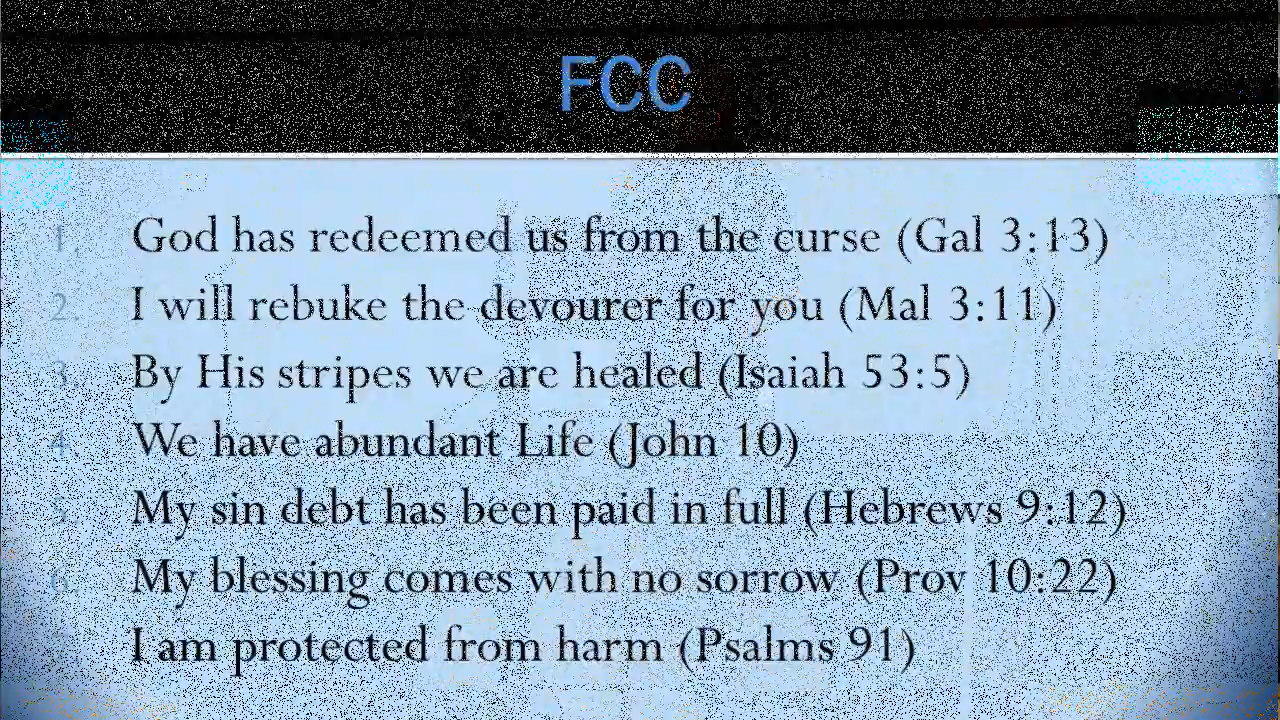 FCC
1. God has redeemed us from the curse (Gal 3:13)
2. I will rebuke the devourer for you (Mal 3:11)
3. By His stripes we are healed (Isaiah 53:5)
4. We have abundant Life (John 10)
5. My sin debt has been paid in full (Hebrews 9:12)
6. My blessing comes with no sorrow (Prov 10:22)
I am protected from harm (Psalms 91)